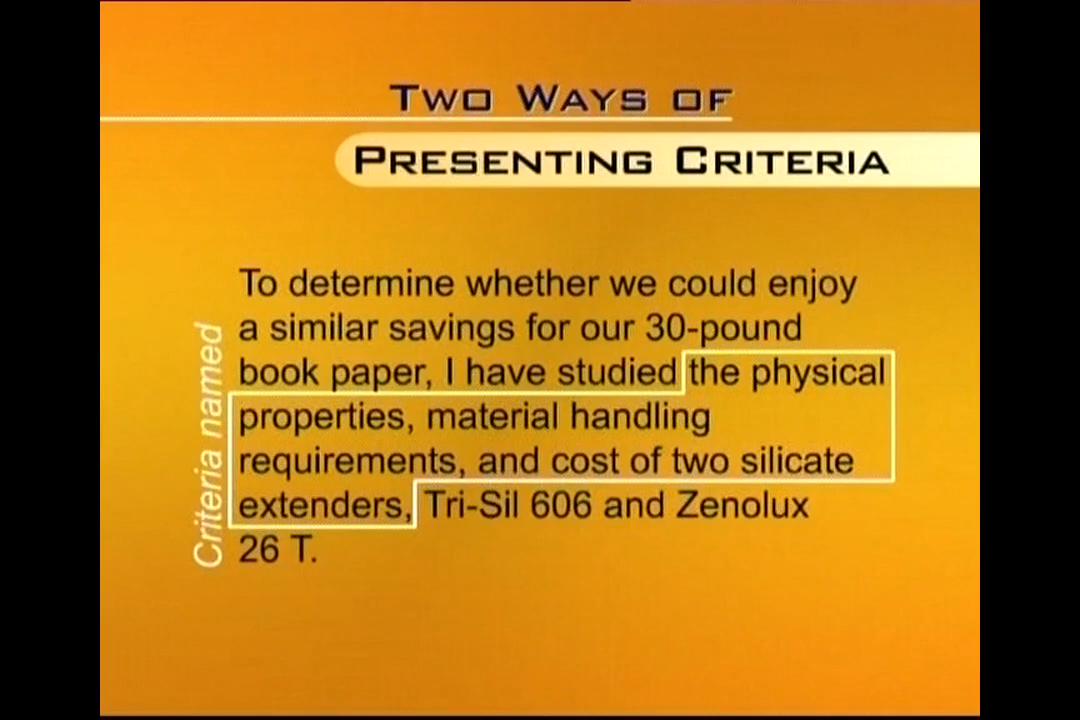 TWO WAYS OF
PRESENTING CRITERIA
Criteria named
To determine whether we could enjoy
a similar savings for our 30-pound
book paper, I have studied the physical
properties, material handling
requirements, and cost of two silicate
extenders, Tri-Sil 606 and Zenolux
26 T.